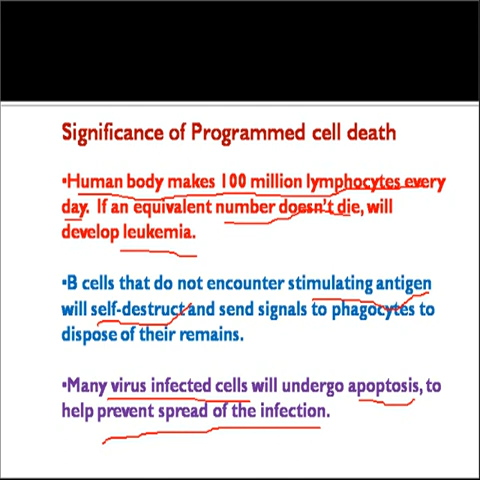 Significance of Programmed cell death
•Human body makes 100 million lymphocytes every
day. If an equivalent number doesn't die, will
develop leukemia.
•B cells that do not encounter stimulating antigen
will self-destruct and send signals to phagocytes to
dispose of their remains.
•Many virus infected cells will undergo apoptosis, to
help prevent spread of the infection.